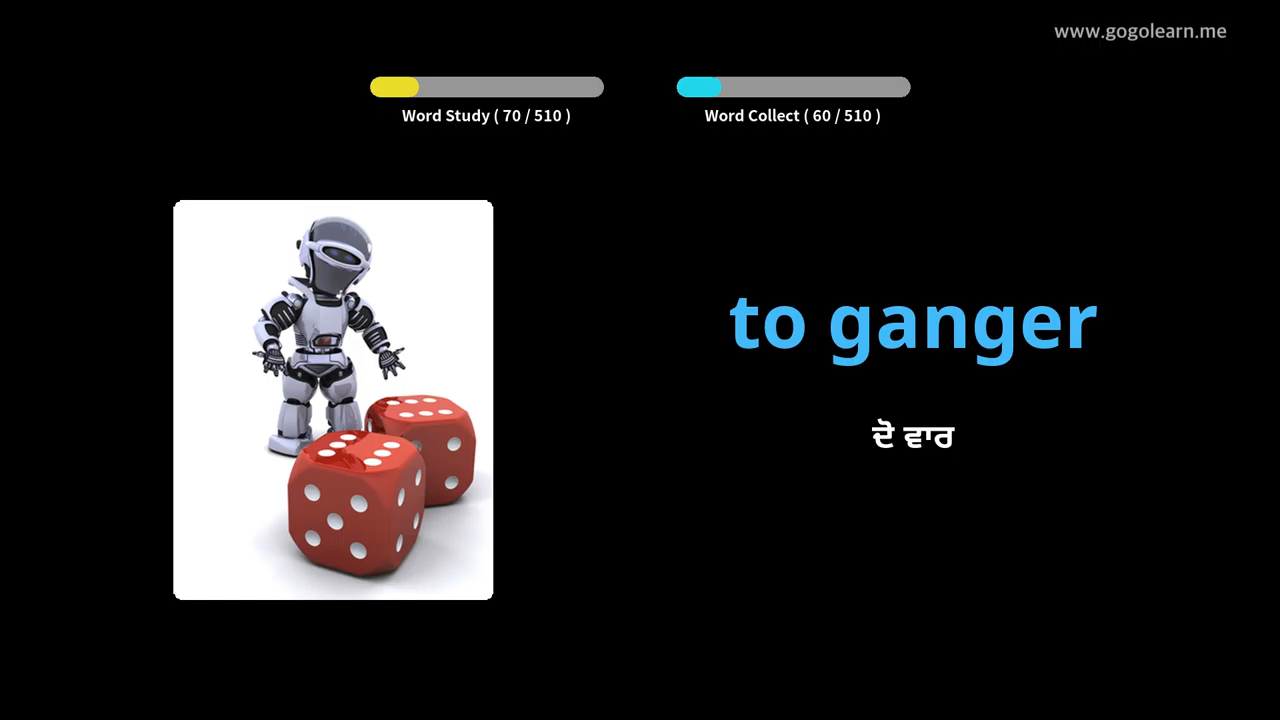 www.gogolearn.me
Word Study ( 70 / 510 )
Word Collect ( 60 / 510 )
to ganger
ਦੋ ਵਾਰ